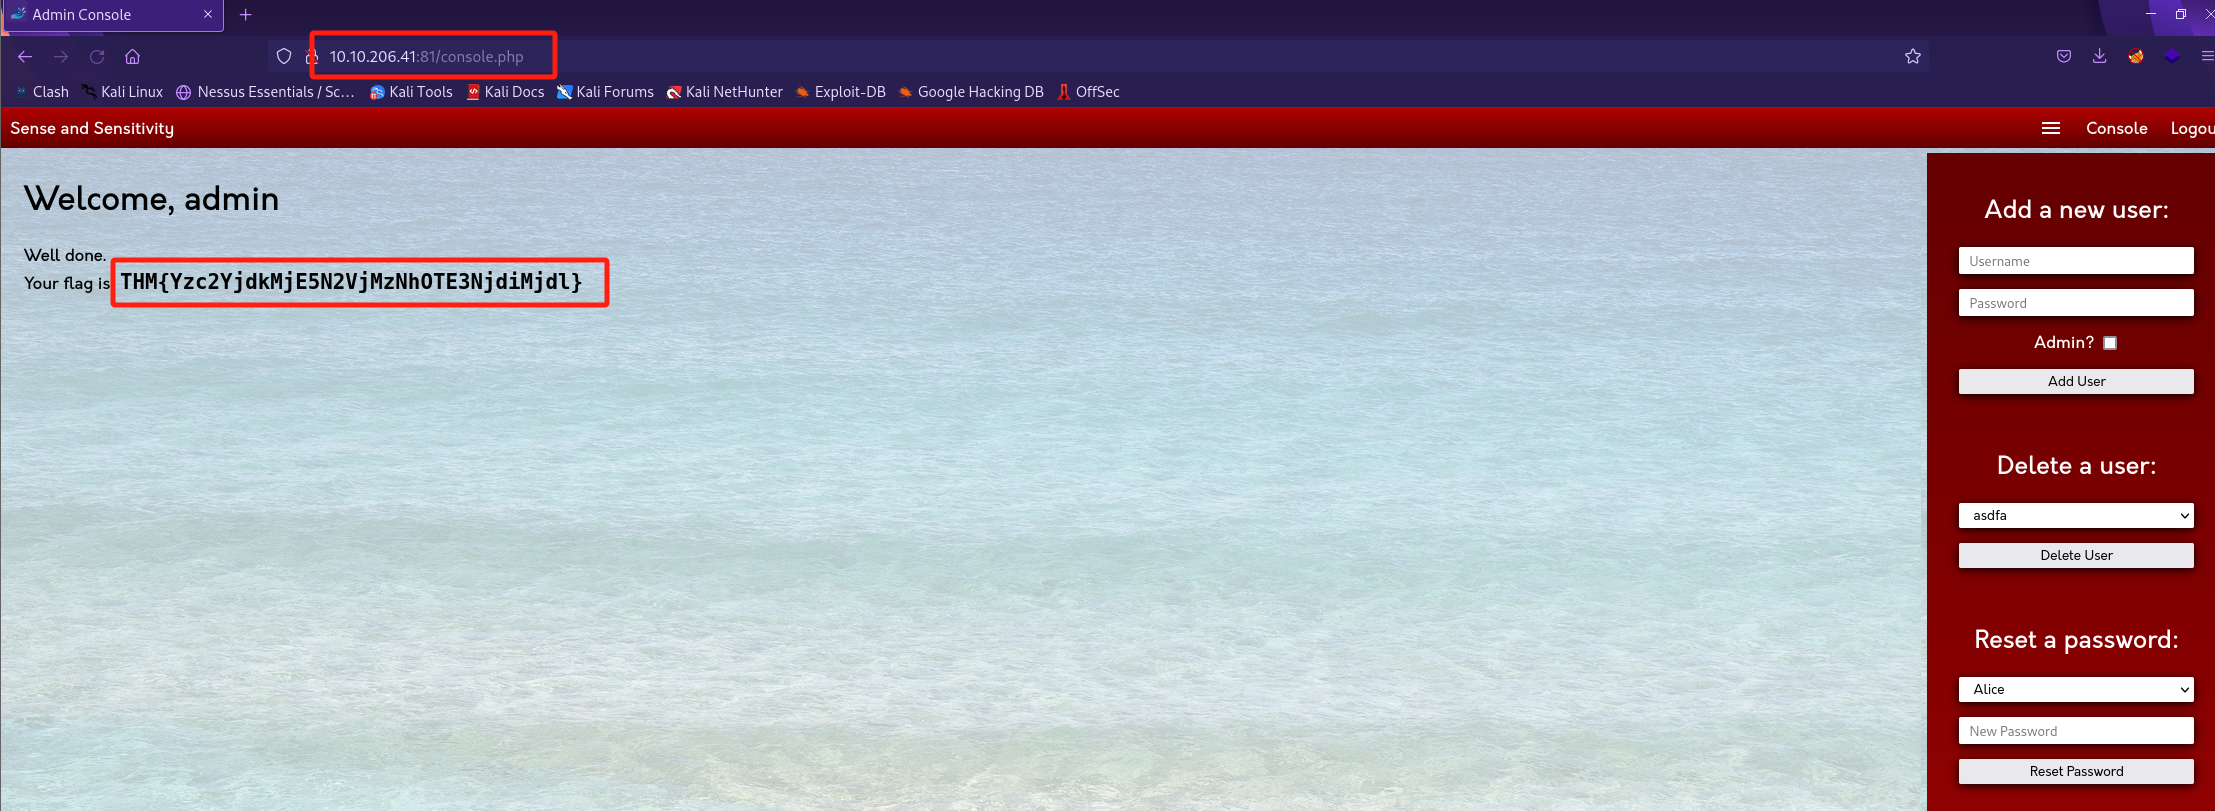 Admin Console
10.10.206.41:81/console.php
Clash Kali Linux Nessus Essentials / Sc… Kali Tools Kali Docs Kali Forums Kali NetHunter Exploit-DB Google Hacking DB OffSec
Sense and Sensitivity Console Logou
Welcome, admin
Well done.
Your flag is THM{Yzc2YjdkMjE5N2VjMzNhOTE3NjdiMjdl}
Add a new user:
Username
Password
Admin?
Add User
Delete a user:
asdfa
Delete User
Reset a password:
Alice
New Password
Reset Password